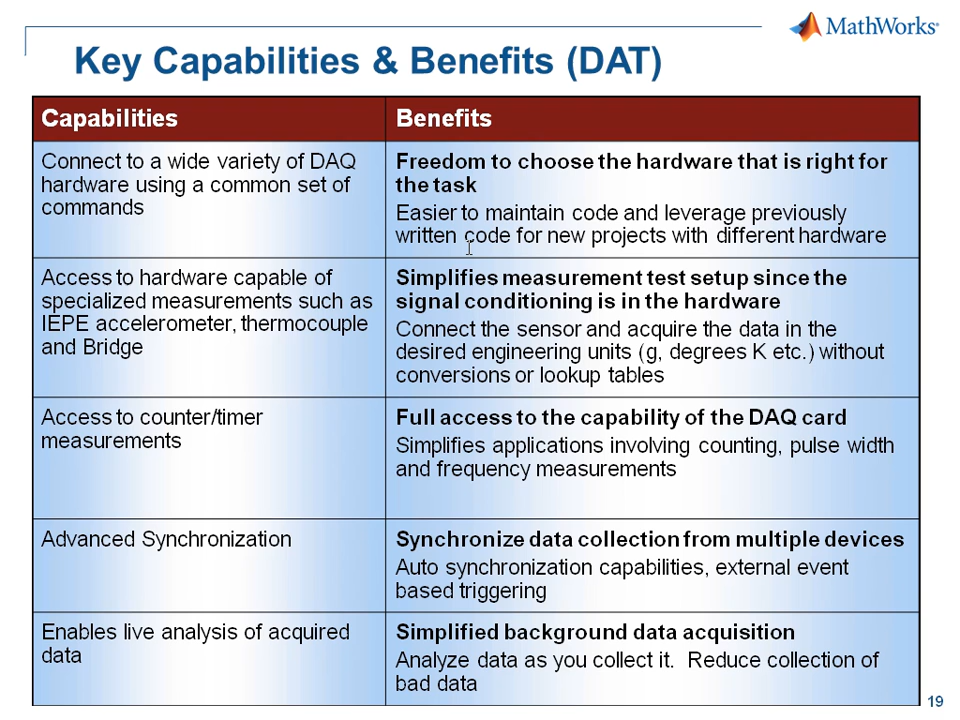 MathWorks®
Key Capabilities & Benefits (DAT)
Capabilities
Benefits
Connect to a wide variety of DAQ
hardware using a common set of
commands
Freedom to choose the hardware that is right for
the task
Easier to maintain code and leverage previously
written code for new projects with different hardware
Access to hardware capable of
specialized measurements such as
IEPE accelerometer, thermocouple
and Bridge
Simplifies measurement test setup since the
signal conditioning is in the hardware
Connect the sensor and acquire the data in the
desired engineering units (g, degrees K etc.) without
conversions or lookup tables
Access to counter/timer
measurements
Full access to the capability of the DAQ card
Simplifies applications involving counting, pulse width
and frequency measurements
Advanced Synchronization
Synchronize data collection from multiple devices
Auto synchronization capabilities, external event
based triggering
Enables live analysis of acquired
data
Simplified background data acquisition
Analyze data as you collect it.  Reduce collection of
bad data
19